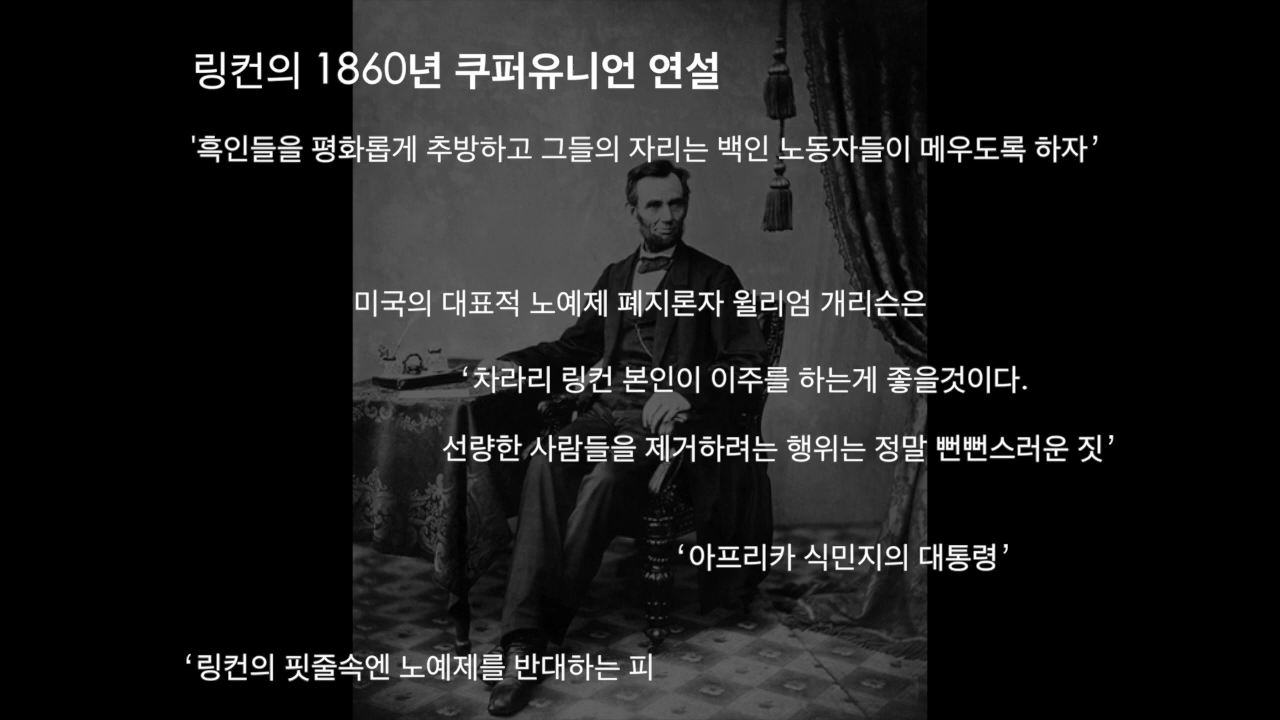 링컨의 1860년 쿠퍼유니언 연설
'흑인들을 평화롭게 추방하고 그들의 자리는 백인 노동자들이 메우도록 하자’
미국의 대표적 노예제 폐지론자 윌리엄 개리슨은
‘차라리 링컨 본인이 이주를 하는게 좋을것이다.
선량한 사람들을 제거하려는 행위는 정말 뻔뻔스러운 짓’
‘아프리카 식민지의 대통령’
‘링컨의 핏줄속엔 노예제를 반대하는 피